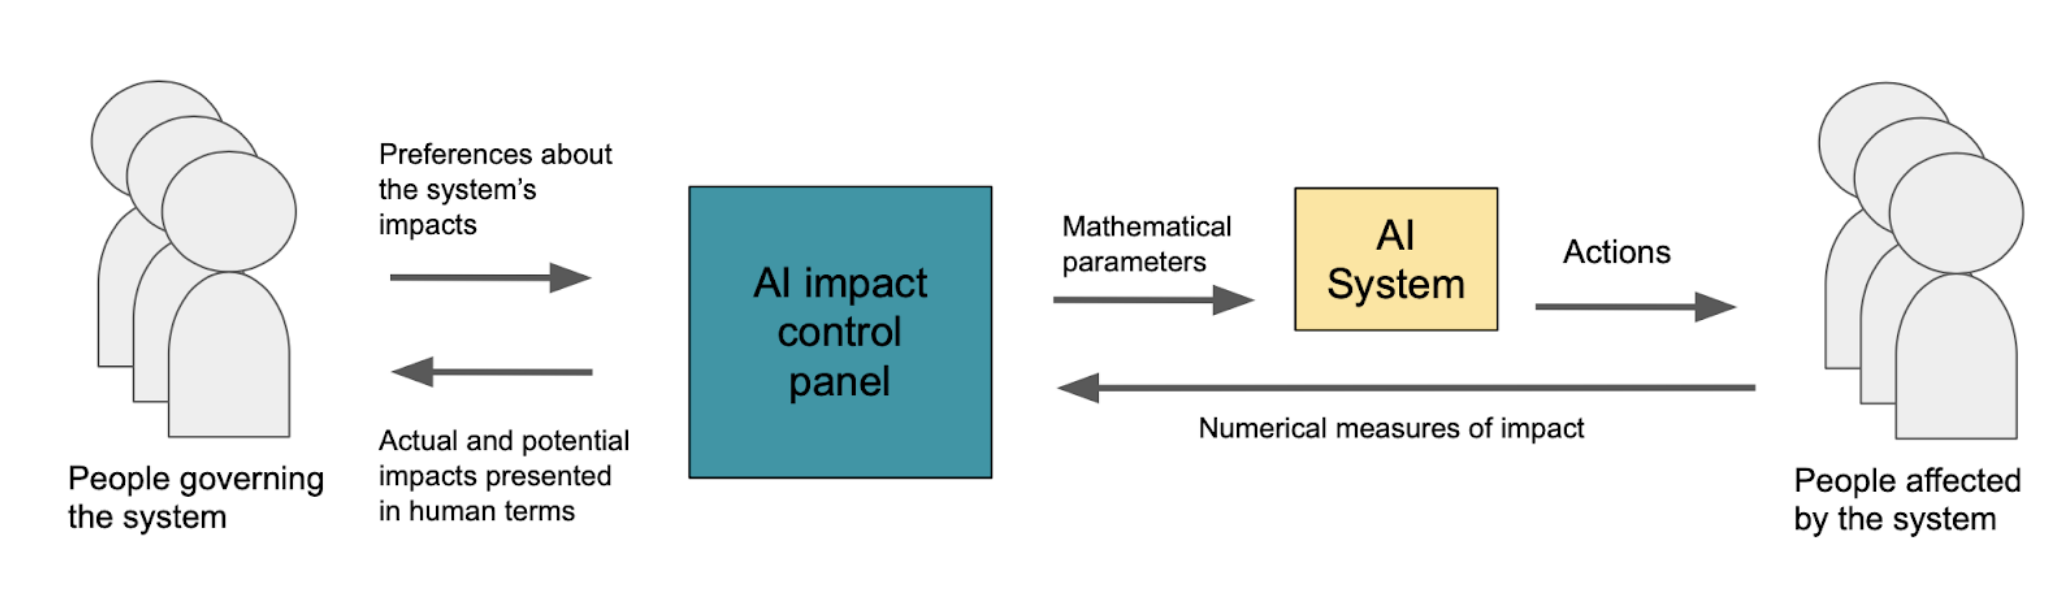 Preferences about
the system’s
impacts
Actual and potential
impacts presented
in human terms
People governing
the system
AI impact
control
panel
Mathematical
parameters
AI
System
Actions
Numerical measures of impact
People affected
by the system